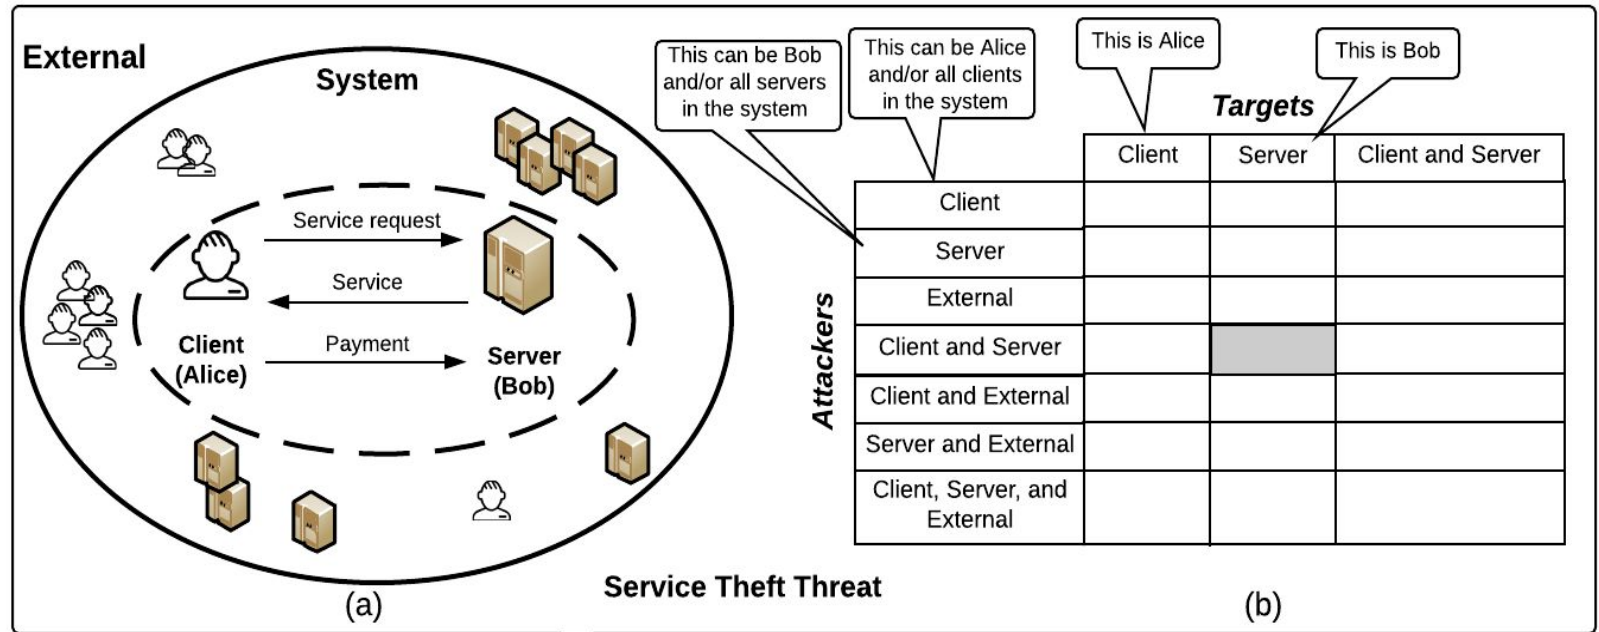 External
System
Service request
Service
Payment
Client
(Alice)
Server
(Bob)
(a)
This can be Bob
and/or all servers
in the system
This can be Alice
and/or all clients
in the system
This is Alice
This is Bob
Targets
Client
Server
Client and Server
Attackers
Client
Server
External
Client and Server
Client and External
Server and External
Client, Server, and
External
Service Theft Threat
(b)